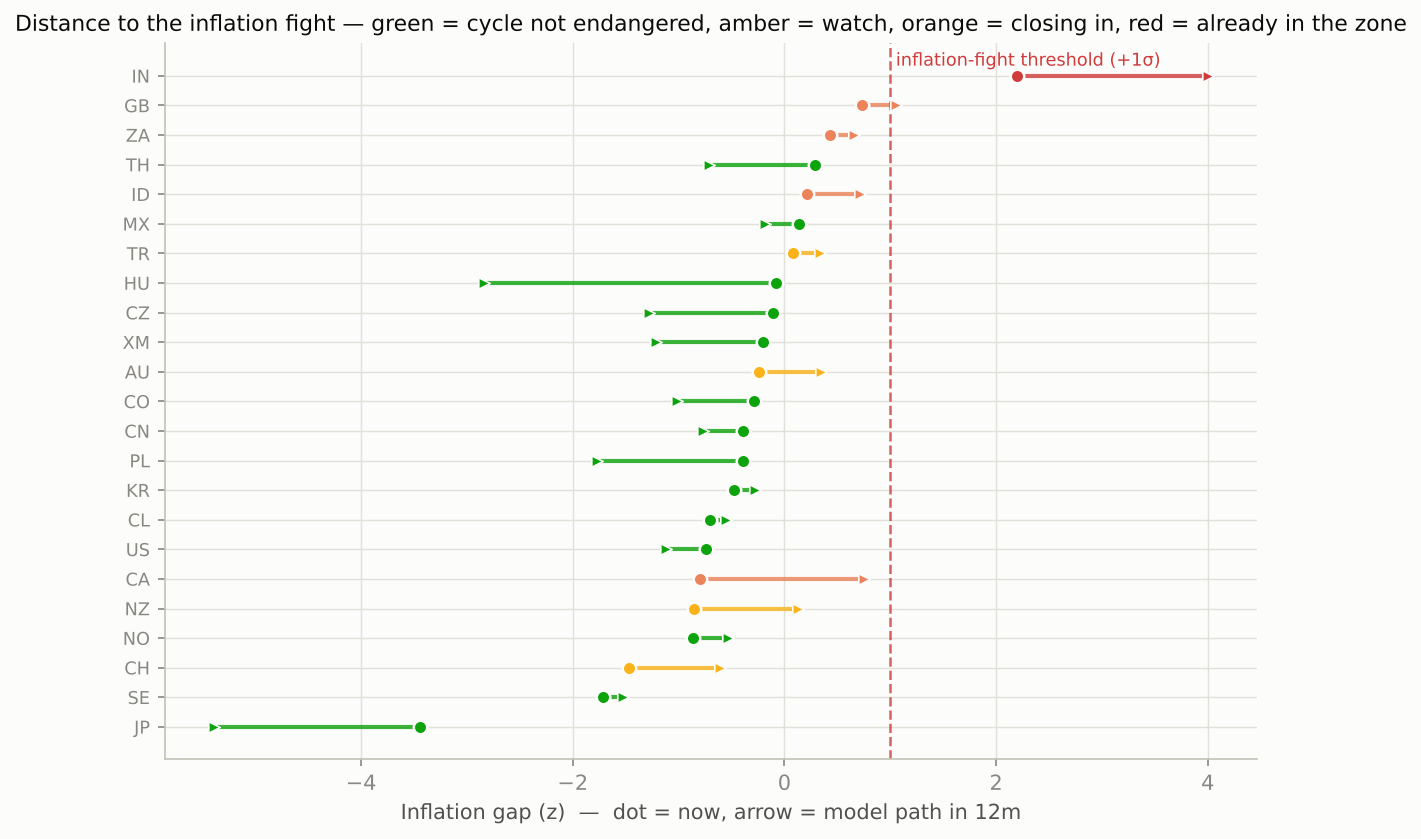 Distance to the inflation fight — green = cycle not endangered, amber = watch, orange = closing in, red = already in the zone
inflation-fight threshold (+1σ)
IN
GB
ZA
TH
ID
MX
TR
HU
CZ
XM
AU
CO
CN
PL
KR
CL
US
CA
NZ
NO
CH
SE
JP
−4
−2
0
2
4
Inflation gap (z)  —  dot = now, arrow = model path in 12m